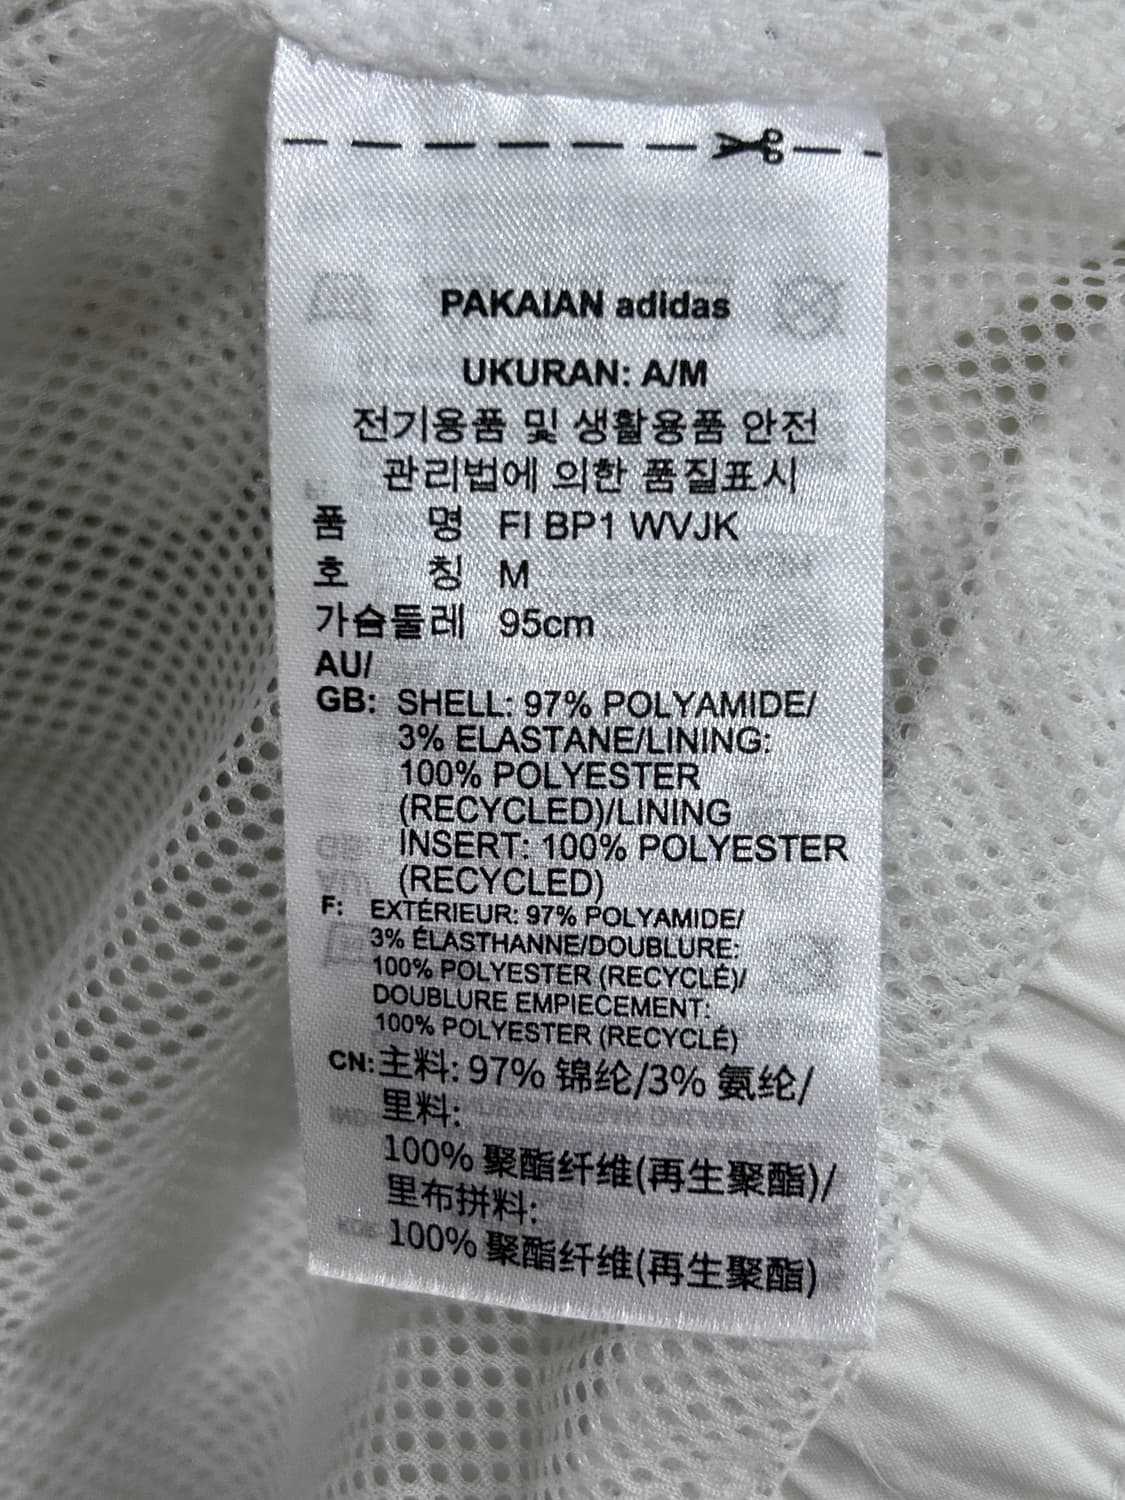 PAKAIAN adidas
UKURAN: A/M
전기용품 및 생활용품 안전
관리법에 의한 품질표시
품 명 FI BP1 WVJK
호 칭 M
가슴둘레 95cm
AU/
GB: SHELL: 97% POLYAMIDE/
3% ELASTANE/LINING:
100% POLYESTER
(RECYCLED)/LINING
INSERT: 100% POLYESTER
(RECYCLED)
F: EXTÉRIEUR: 97% POLYAMIDE/
3% ÉLASTHANNE/DOUBLURE:
100% POLYESTER (RECYCLÉ)/
DOUBLURE EMPIECEMENT:
100% POLYESTER (RECYCLÉ)
CN: 主料: 97% 锦纶/3% 氨纶/
里料:
100% 聚酯纤维(再生聚酯)/
里布拼料:
100% 聚酯纤维(再生聚酯)